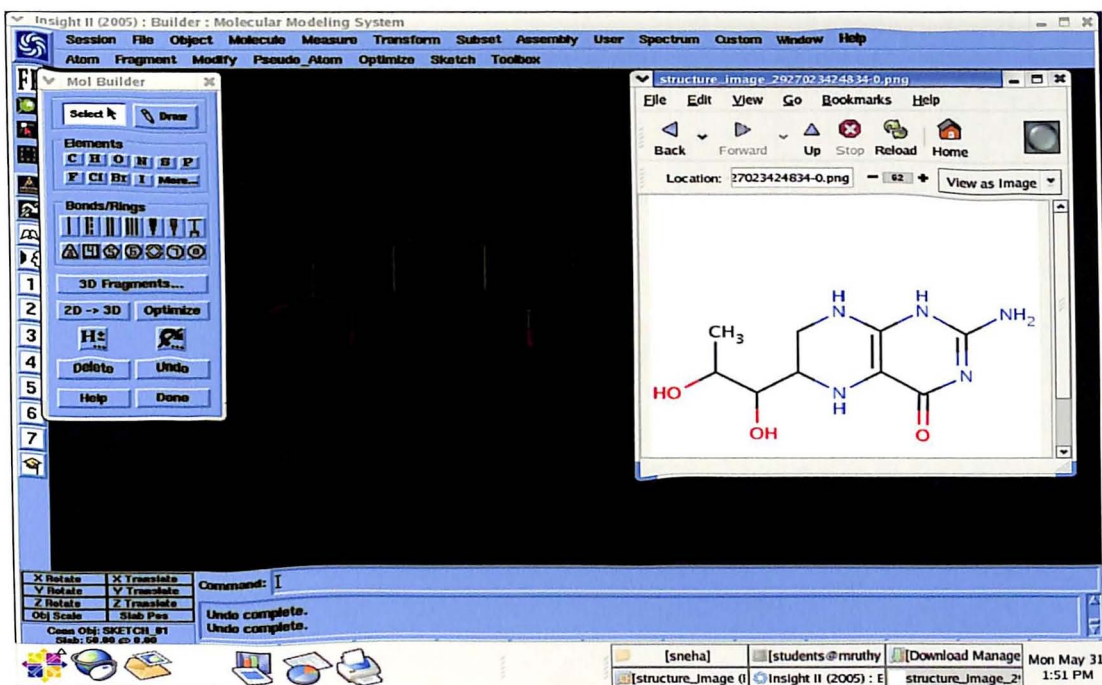 Insight II (2005) : Builder : Molecular Modeling System
Session File Object Molecule Measure Transform Subset Assembly User Spectrum Custom Window Help
Atom Fragment Modify Pseudo_Atom Optimize Sketch Toolbox
Mol Builder
Select Draw
Elements
C H O N S P
F Cl Br I More...
Bonds/Rings
3D Fragments...
2D -> 3D Optimize
H±
Delete Undo
Help Done
1
2
3
4
5
6
7
structure_image_2927023424834-0.png
File Edit View Go Bookmarks Help
Back Forward Up Stop Reload Home
Location: 27023424834-0.png 62 View as Image
H H
N N NH2
CH3
N
HO
N
H
OH O
X Rotate X Translate
Y Rotate Y Translate
Z Rotate Z Translate
Obj Scale Slab Pos
Conn Obj: SKETCH_01
Command:
Undo complete.
Undo complete.
[sneha] [students@mruthy [Download Manage
[structure_image (I Insight II (2005) : E structure_image_2
Mon May 31
1:51 PM